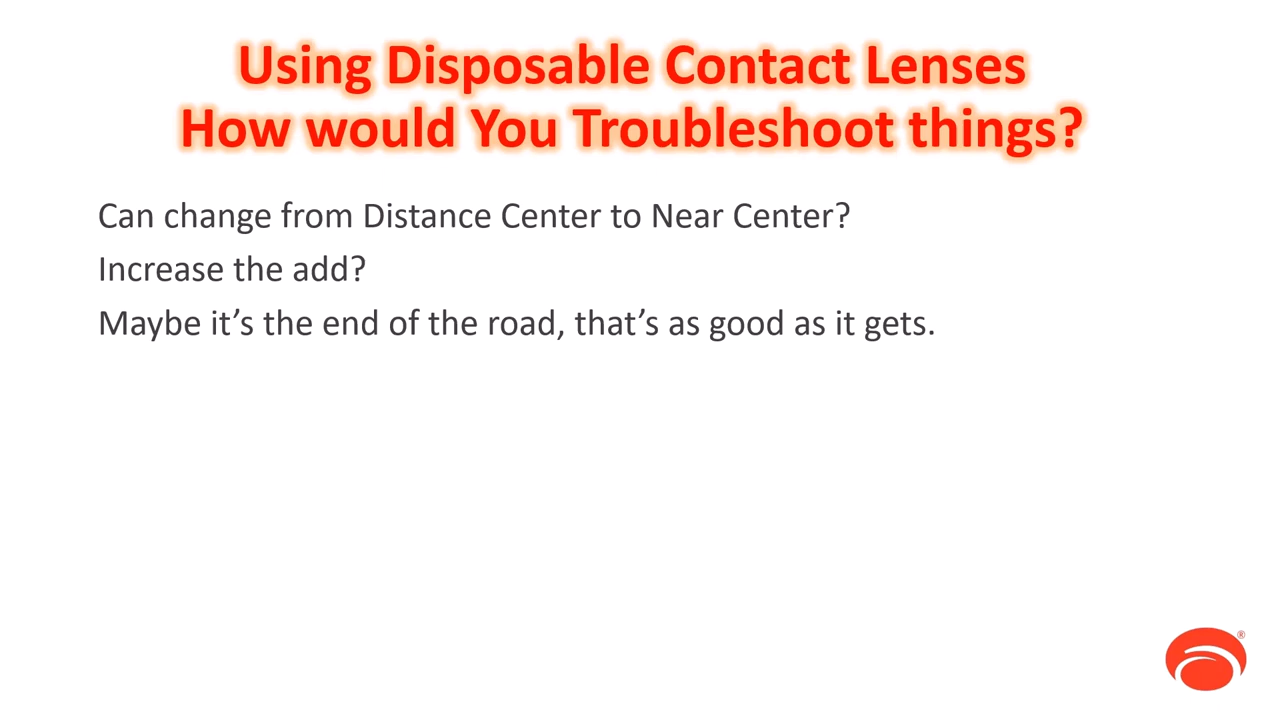 Using Disposable Contact Lenses
How would You Troubleshoot things?
Can change from Distance Center to Near Center?
Increase the add?
Maybe it’s the end of the road, that’s as good as it gets.
®